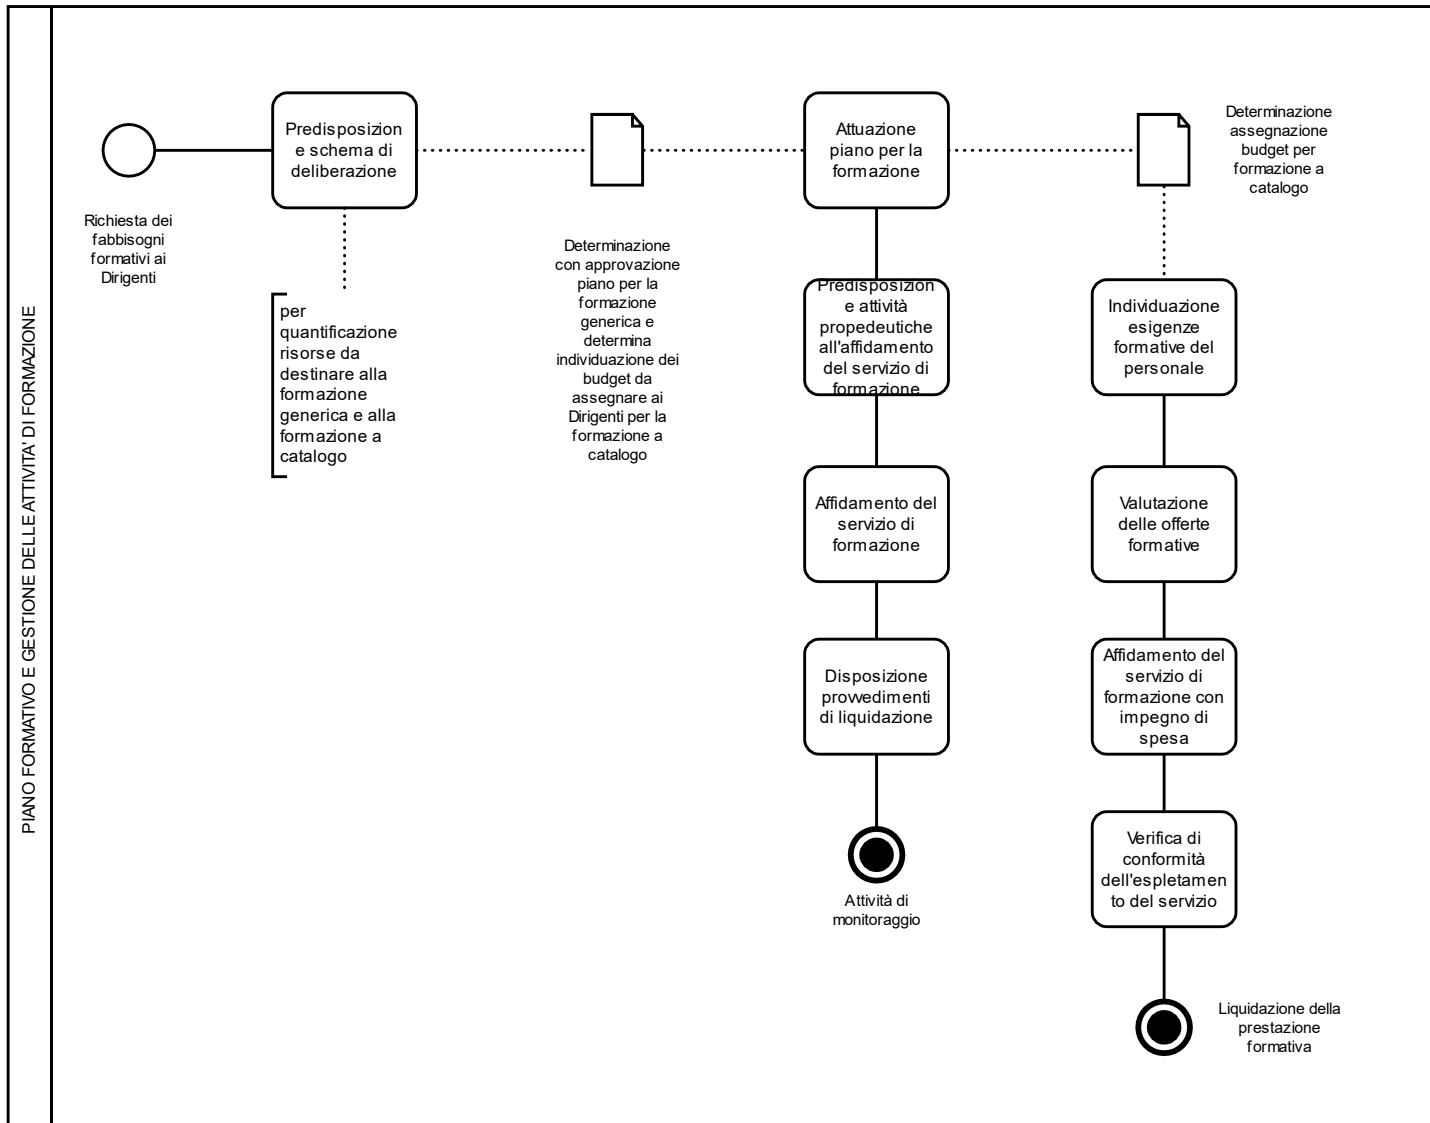 PIANO FORMATIVO E GESTIONE DELLE ATTIVITA' DI FORMAZIONE
Richiesta dei
fabbisogni
formativi ai
Dirigenti
Predisposizion
e schema di
deliberazione
per
quantificazione
risorse da
destinare alla
formazione
generica e alla
formazione a
catalogo
Determinazione
con approvazione
piano per la
formazione
generica e
determina
individuazione dei
budget da
assegnare ai
Dirigenti per la
formazione a
catalogo
Attuazione
piano per la
formazione
Predisposizion
e attività
propedeutiche
all'affidamento
del servizio di
formazione
Affidamento del
servizio di
formazione
Disposizione
provvedimenti
di liquidazione
Attività di
monitoraggio
Determinazione
assegnazione
budget per
formazione a
catalogo
Individuazione
esigenze
formative del
personale
Valutazione
delle offerte
formative
Affidamento del
servizio di
formazione con
impegno di
spesa
Verifica di
conformità
dell'espletamen
to del servizio
Liquidazione della
prestazione
formativa